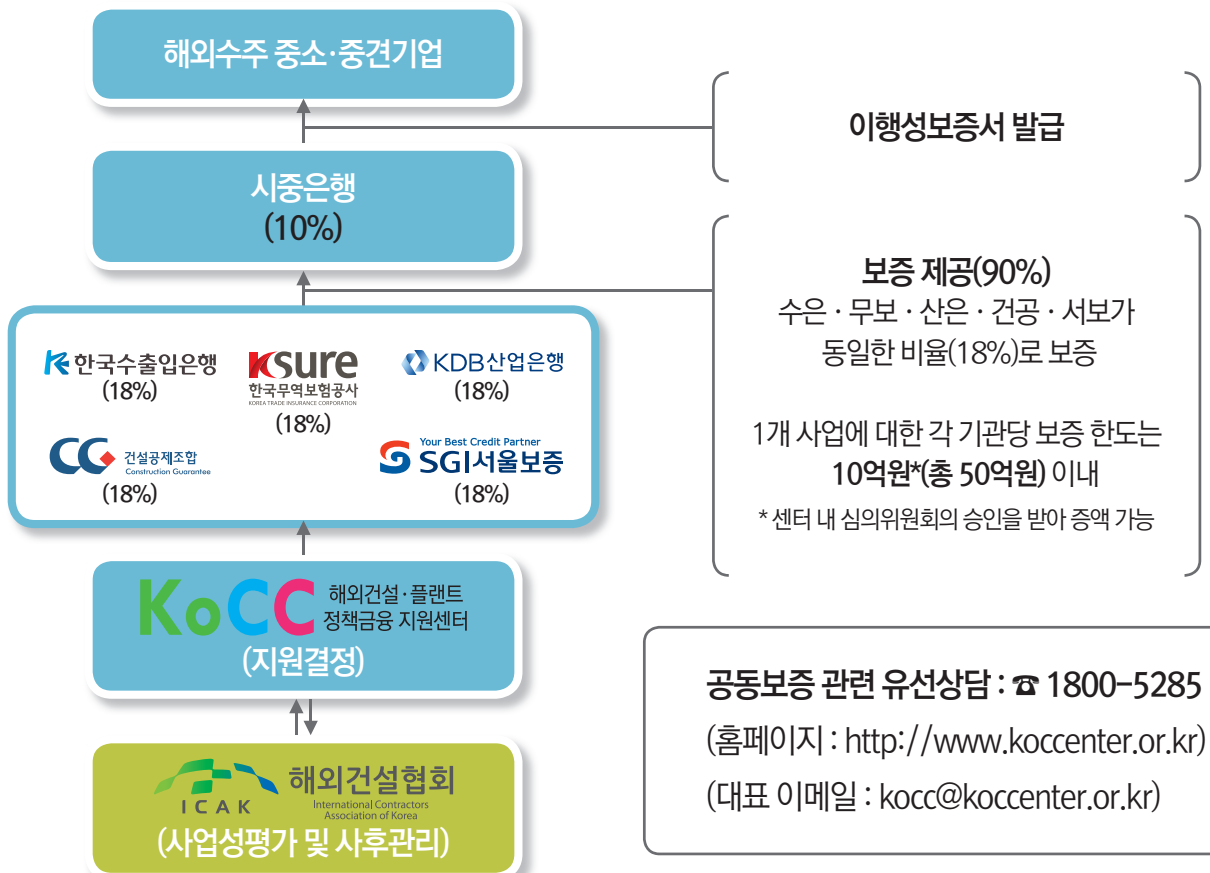 해외수주 중소·중견기업
이행성보증서 발급
시중은행
(10%)
보증 제공(90%)
수은·무보·산은·건공·서보가
동일한 비율(18%)로 보증
1개 사업에 대한 각 기관당 보증 한도는
10억원*(총 50억원) 이내
* 센터 내 심의위원회의 승인을 받아 증액 가능
한국수출입은행
(18%)
Ksure
한국무역보험공사
KOREA TRADE INSURANCE CORPORATION
(18%)
KDB산업은행
(18%)
CG 건설공제조합
Construction Guarantee
(18%)
Your Best Credit Partner
SGI서울보증
(18%)
KoCC 해외건설·플랜트
정책금융 지원센터
(지원결정)
ICAK
해외건설협회
International Contractors
Association of Korea
(사업성평가 및 사후관리)
공동보증 관련 유선상담 : ☎ 1800-5285
(홈페이지 : http://www.koccenter.or.kr)
(대표 이메일 : kocc@koccenter.or.kr)